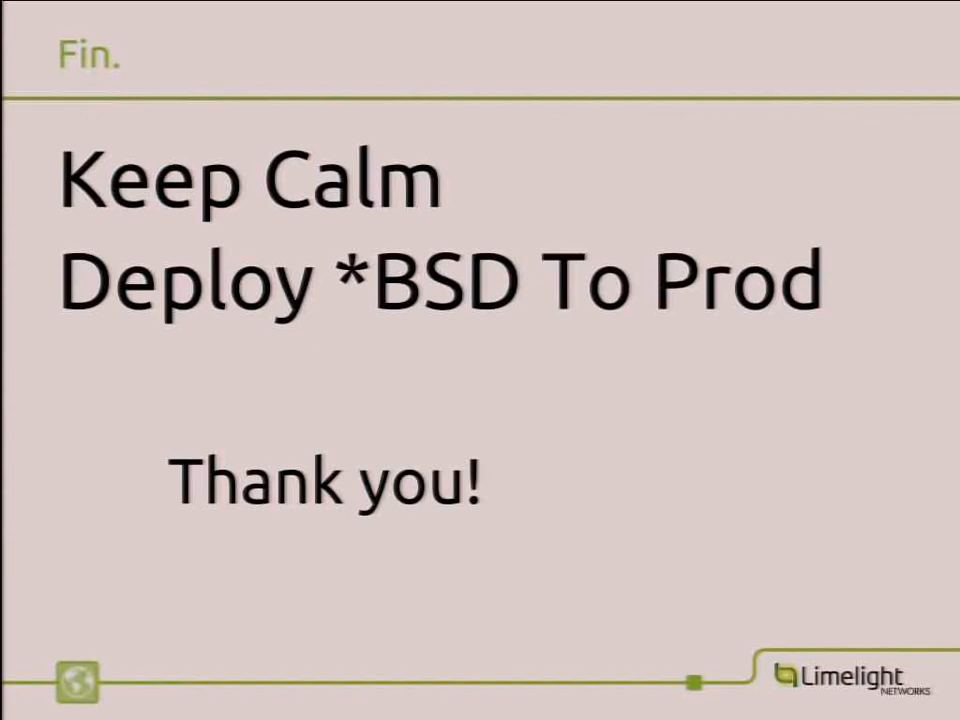 Fin.
Keep Calm
Deploy *BSD To Prod
Thank you!
Limelight
NETWORKS